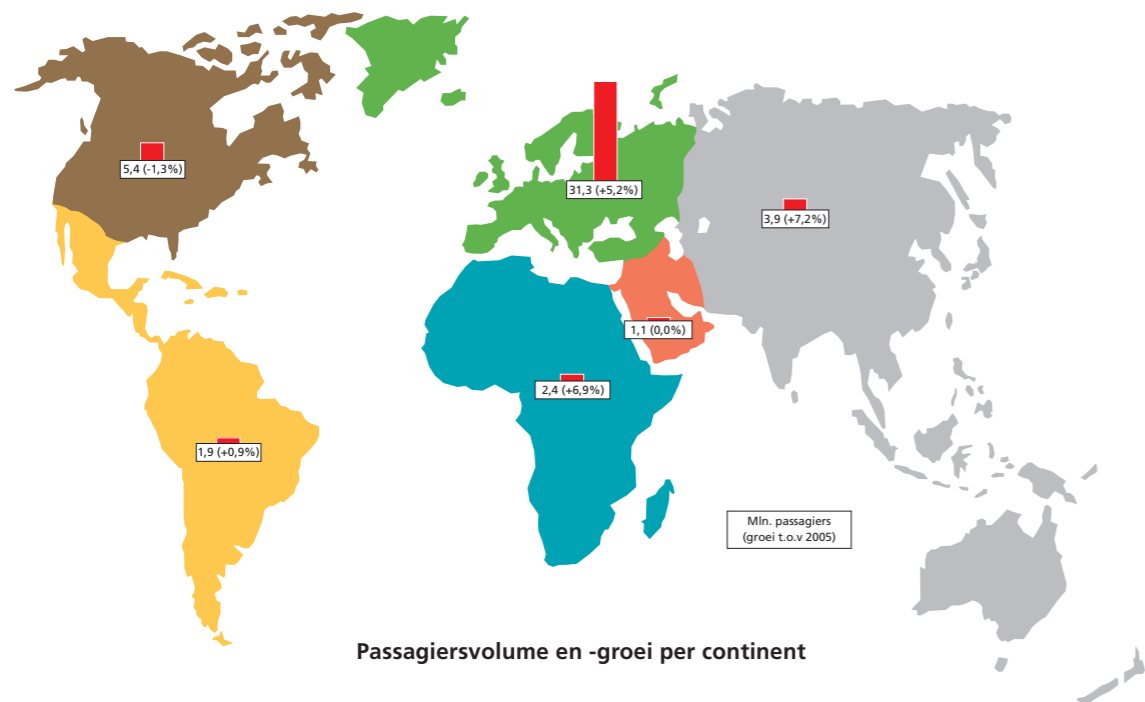 5,4 (-1,3%)
31,3 (+5,2%)
3,9 (+7,2%)
1,1 (0,0%)
2,4 (+6,9%)
1,9 (+0,9%)
Mln. passagiers
(groei t.o.v 2005)
Passagiersvolume en -groei per continent